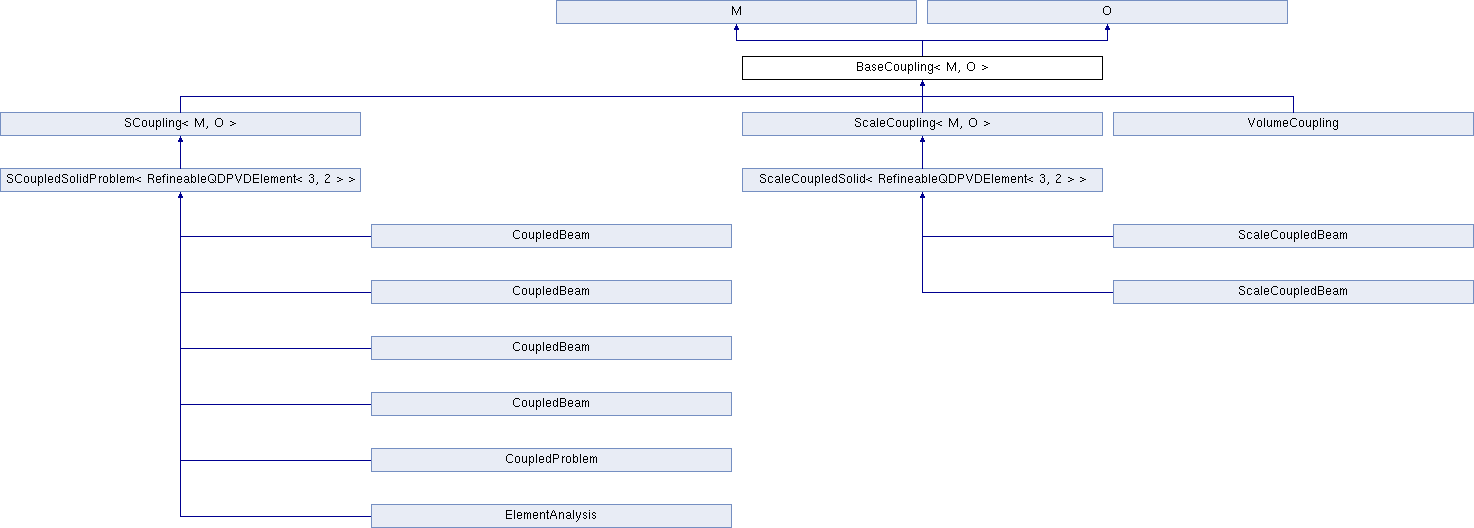 M
O
BaseCoupling< M, O >
SCoupling< M, O >
ScaleCoupling< M, O >
VolumeCoupling
SCoupledSolidProblem< RefineableQDPVDElement< 3, 2 > >
ScaleCoupledSolid< RefineableQDPVDElement< 3, 2 > >
CoupledBeam
ScaleCoupledBeam
CoupledBeam
ScaleCoupledBeam
CoupledBeam
CoupledBeam
CoupledProblem
ElementAnalysis